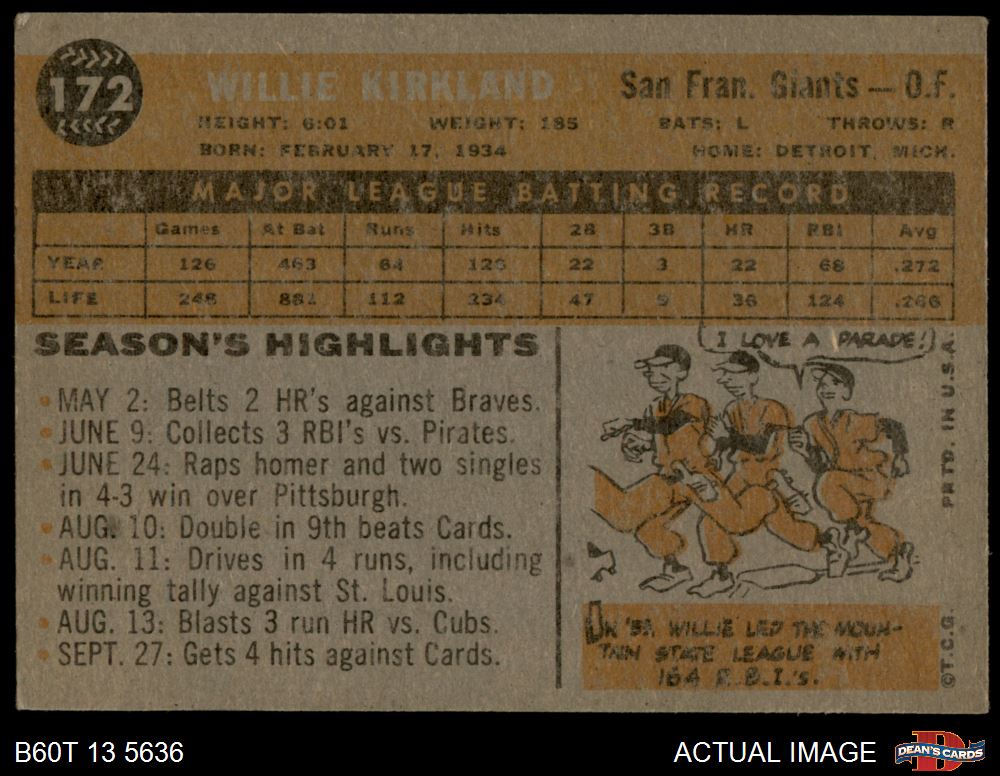 172
WILLIE KIRKLAND
San Fran. Giants — O.F.
HEIGHT: 6:01 WEIGHT: 185 BATS: L THROWS: R
BORN: FEBRUARY 17, 1934 HOME: DETROIT, MICH.
MAJOR LEAGUE BATTING RECORD
Games At Bat Runs Hits 2B 3B HR RBI Avg
YEAR 126 463 64 126 22 3 22 68 .272
LIFE 248 881 112 234 47 9 36 124 .266
SEASON'S HIGHLIGHTS
• MAY 2: Belts 2 HR's against Braves.
• JUNE 9: Collects 3 RBI's vs. Pirates.
• JUNE 24: Raps homer and two singles
in 4-3 win over Pittsburgh.
• AUG. 10: Double in 9th beats Cards.
• AUG. 11: Drives in 4 runs, including
winning tally against St. Louis.
• AUG. 13: Blasts 3 run HR vs. Cubs.
• SEPT. 27: Gets 4 hits against Cards.
I LOVE A PARADE!
IN WILLIE LED THE MOUN-
TAIN STATE LEAGUE WITH
164 R.B.I.'s.
©T.C.G. PRTD. IN U.S.A.
B60T 13 5636
ACTUAL IMAGE
DEAN'S CARDS